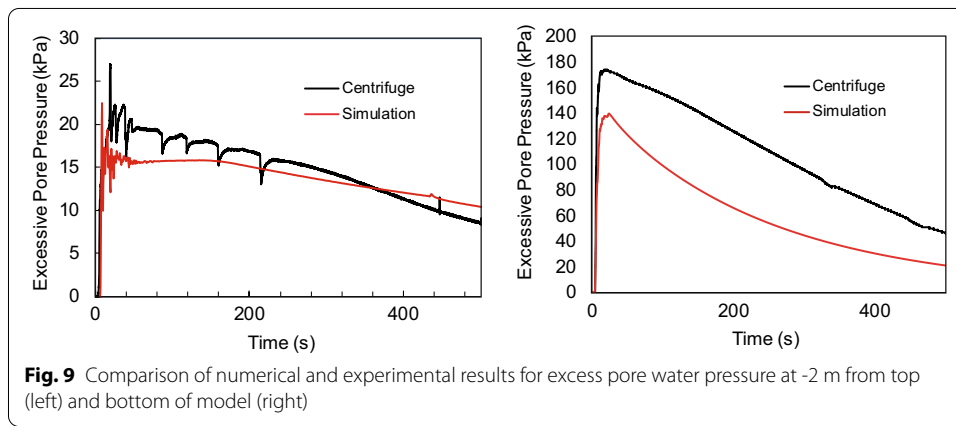 Excessive Pore Pressure (kPa)
30
25
20
15
10
5
0
Centrifuge
Simulation
0 200 400
Time (s)
Excessive Pore Pressure (kPa)
200
180
160
140
120
100
80
60
40
20
0
Centrifuge
Simulation
0 200 400
Time (s)
Fig. 9 Comparison of numerical and experimental results for excess pore water pressure at -2 m from top
(left) and bottom of model (right)